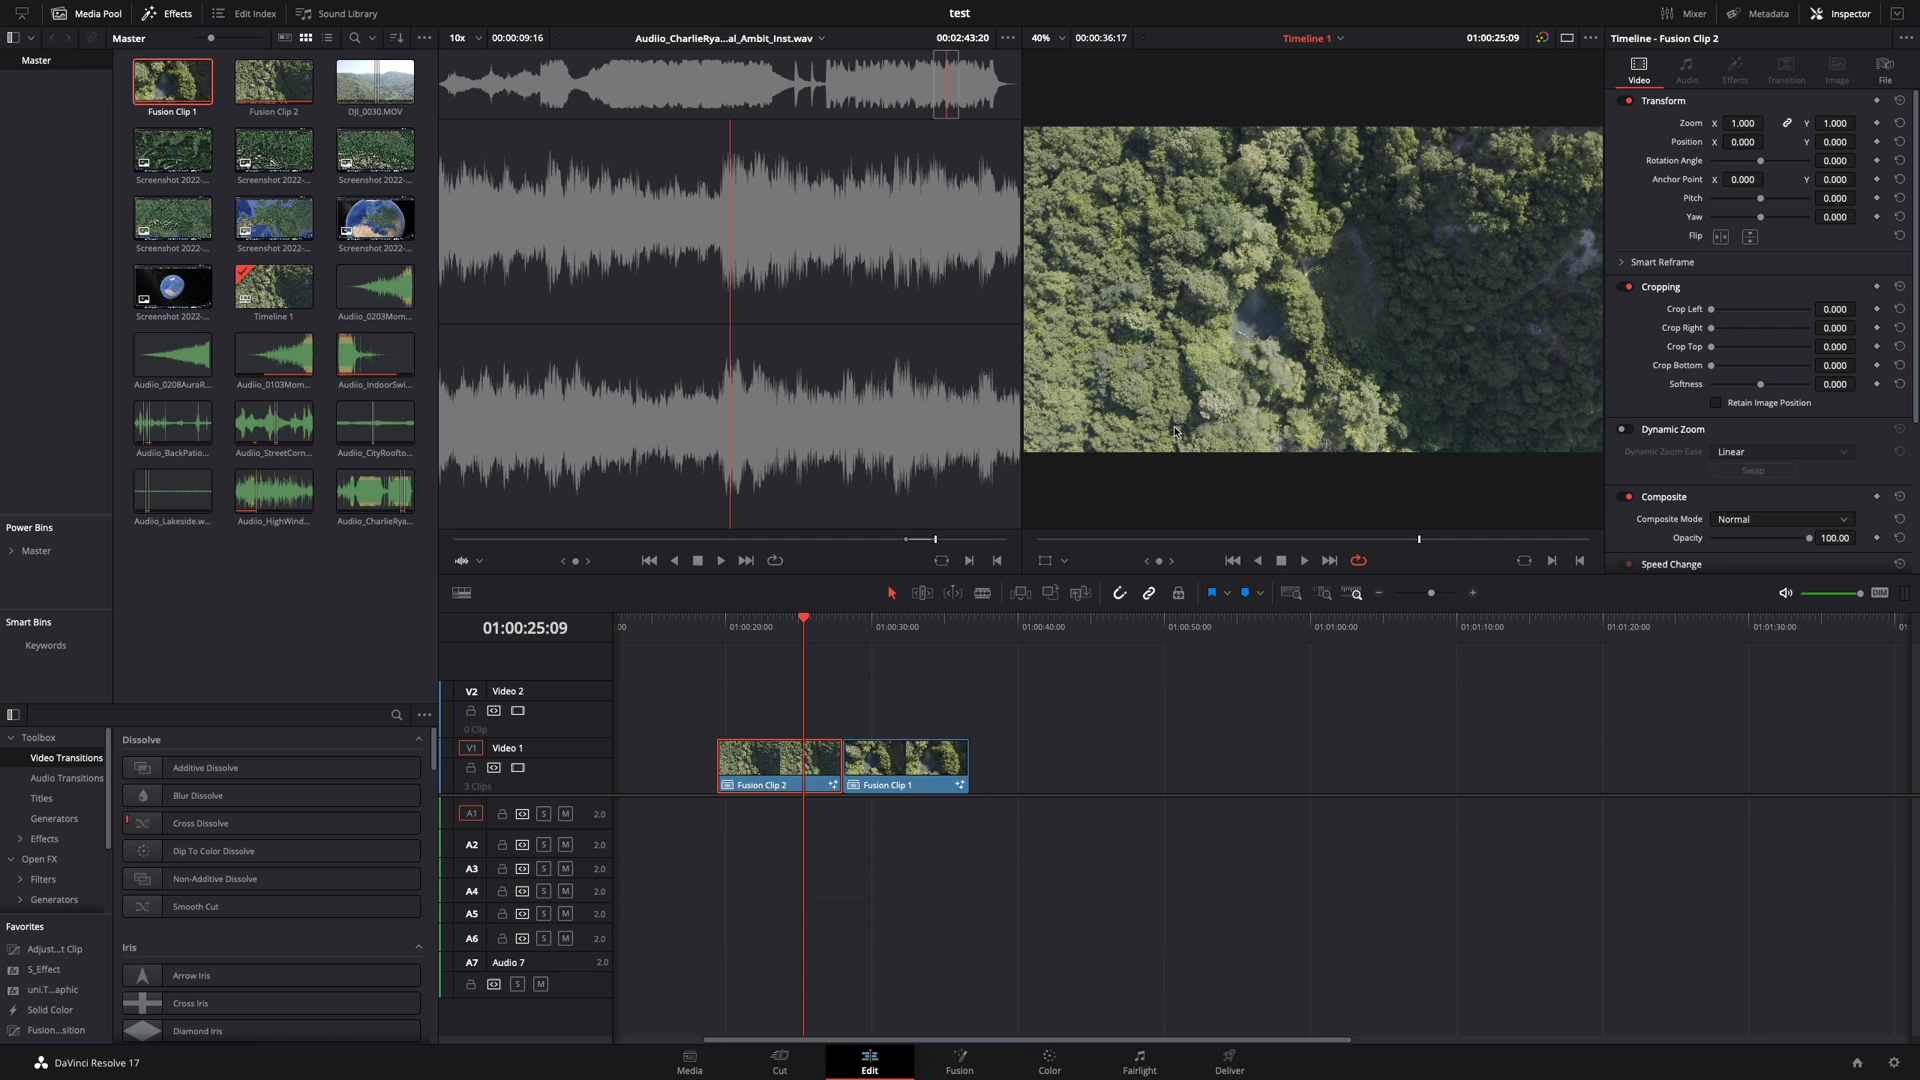 Media Pool Effects Edit Index Sound Library test Mixer Metadata Inspector
Master 10x 00:00:09:16 Audiio_CharlieRya...al_Ambit_Inst.wav 00:02:43:20 40% 00:00:36:17 Timeline 1 01:00:25:09 Timeline - Fusion Clip 2
Master
Fusion Clip 1 Fusion Clip 2 DJI_0030.MOV
Screenshot 2022-... Screenshot 2022-... Screenshot 2022-...
Screenshot 2022-... Screenshot 2022-... Screenshot 2022-...
Screenshot 2022-... Timeline 1 Audiio_0203Mom...
Audiio_0208AuraR... Audiio_0103Mom... Audiio_IndoorSwi...
Audiio_BackPatio... Audiio_StreetCorn... Audiio_CityRoofto...
Audiio_Lakeside.w... Audiio_HighWind... Audiio_CharlieRya...
Power Bins
Master
Smart Bins
Keywords
Video Audio Effects Transition Image File
Transform
Zoom X 1.000 Y 1.000
Position X 0.000 Y 0.000
Rotation Angle 0.000
Anchor Point X 0.000 Y 0.000
Pitch 0.000
Yaw 0.000
Flip
Smart Reframe
Cropping
Crop Left 0.000
Crop Right 0.000
Crop Top 0.000
Crop Bottom 0.000
Softness 0.000
Retain Image Position
Dynamic Zoom
Dynamic Zoom Ease Linear
Swap
Composite
Composite Mode Normal
Opacity 100.00
Speed Change
DIM
01:00:25:09 00 01:00:20:00 01:00:30:00 01:00:40:00 01:00:50:00 01:01:00:00 01:01:10:00 01:01:20:00 01:01:30:00 01:
V2 Video 2
0 Clip
V1 Video 1
3 Clips
Fusion Clip 2 Fusion Clip 1
A1 S M 2.0
A2 S M 2.0
A3 S M 2.0
A4 S M 2.0
A5 S M 2.0
A6 S M 2.0
A7 Audio 7 2.0
S M
Toolbox
Video Transitions
Audio Transitions
Titles
Generators
Effects
Open FX
Filters
Generators
Favorites
Adjust...t Clip
S_Effect
uni.T...aphic
Solid Color
Fusion...sition
Dissolve
Additive Dissolve
Blur Dissolve
Cross Dissolve
Dip To Color Dissolve
Non-Additive Dissolve
Smooth Cut
Iris
Arrow Iris
Cross Iris
Diamond Iris
DaVinci Resolve 17 Media Cut Edit Fusion Color Fairlight Deliver